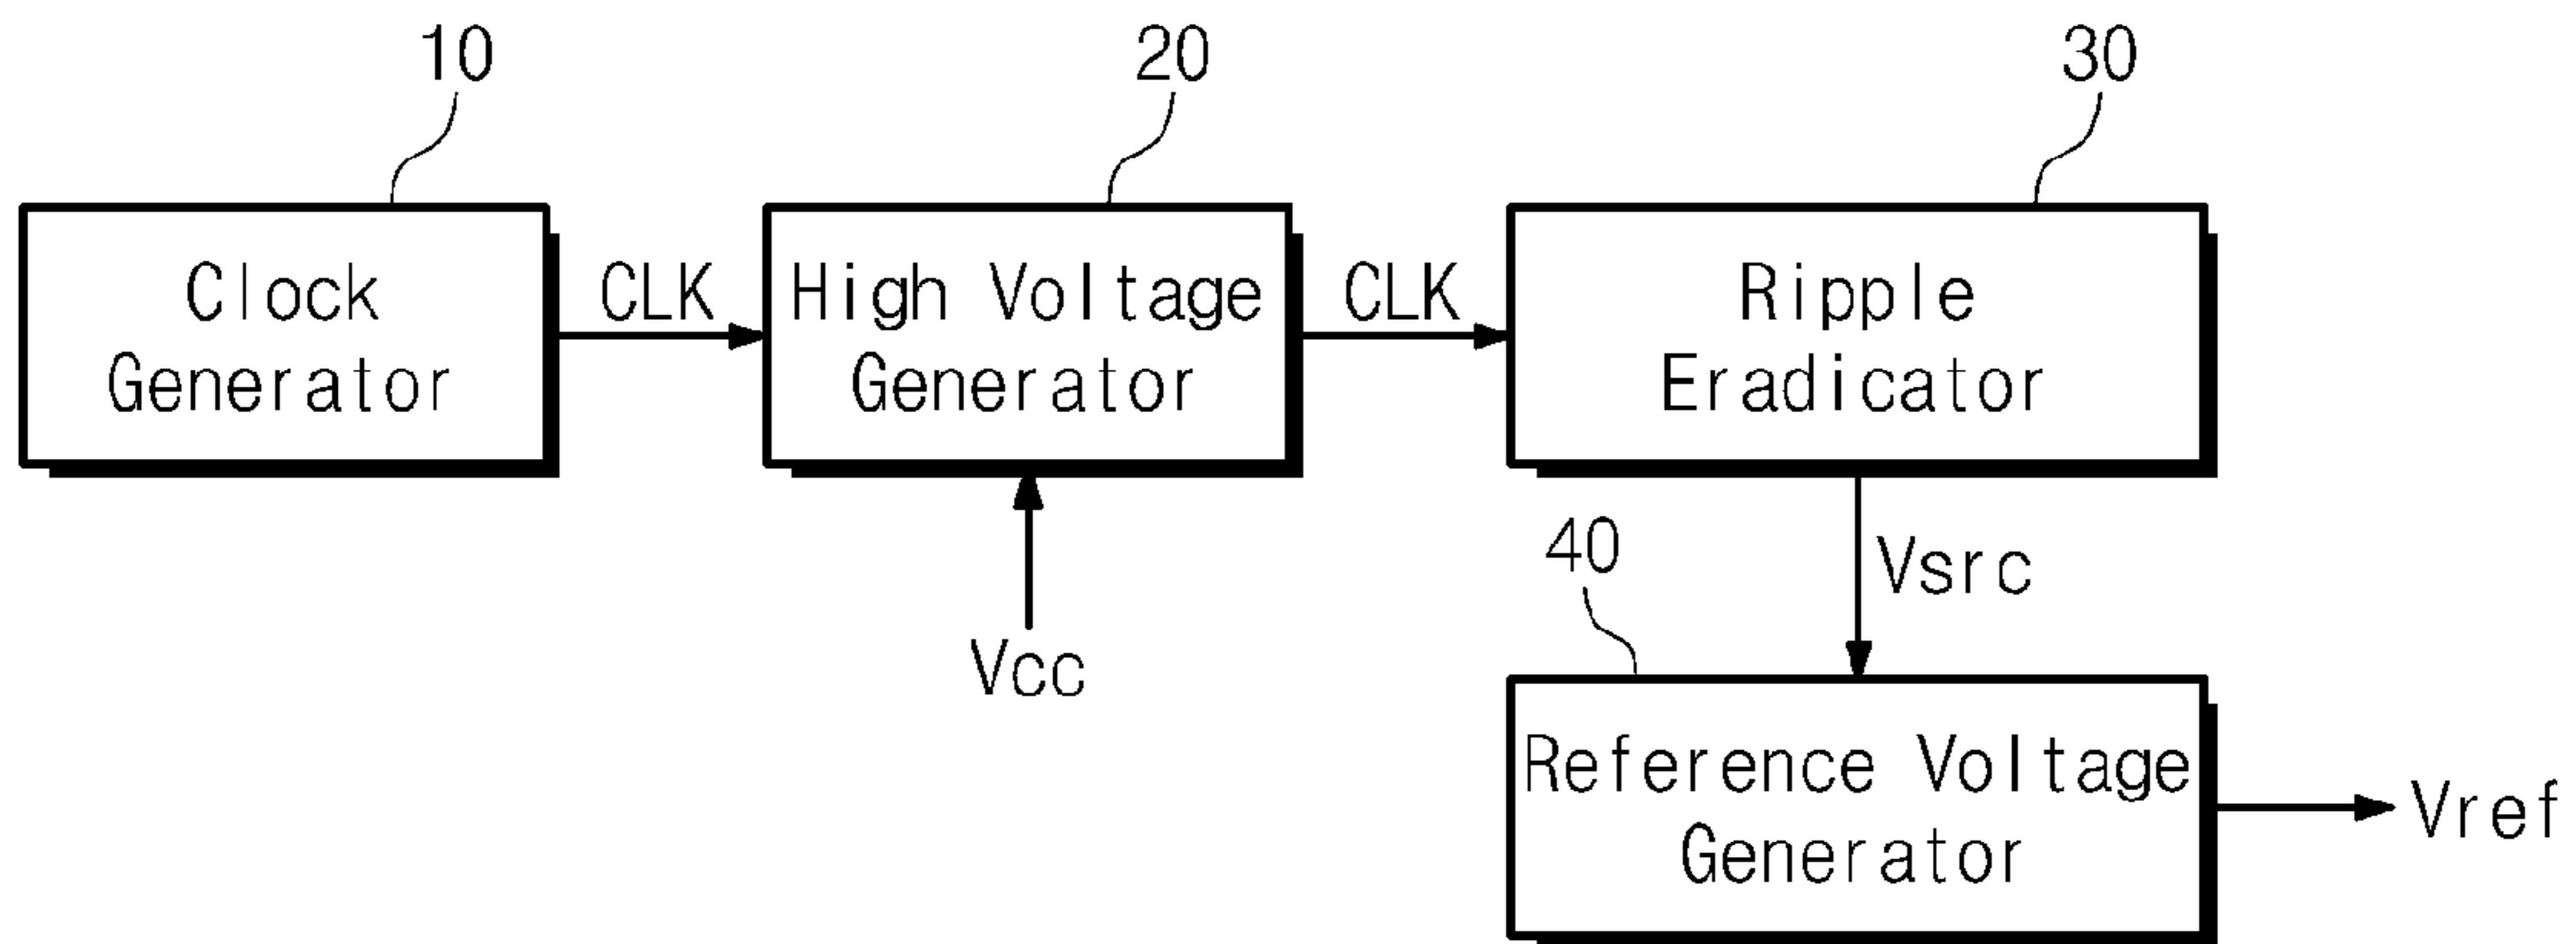 10
20
30
Clock
Generator
CLK
High Voltage
Generator
CLK
Ripple
Eradicator
Vcc
40
Vsrc
Reference Voltage
Generator
Vref